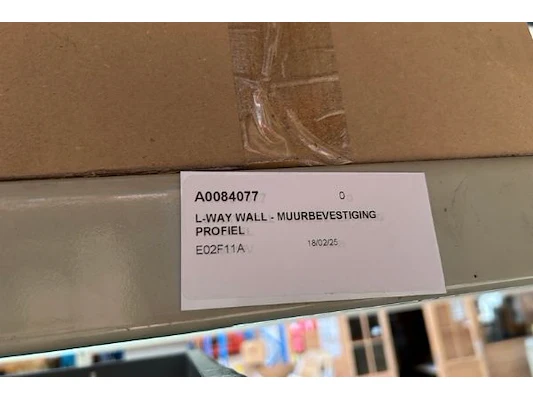 A0084077 0
L-WAY WALL - MUURBEVESTIGING
PROFIEL
E02F11A 18/02/25